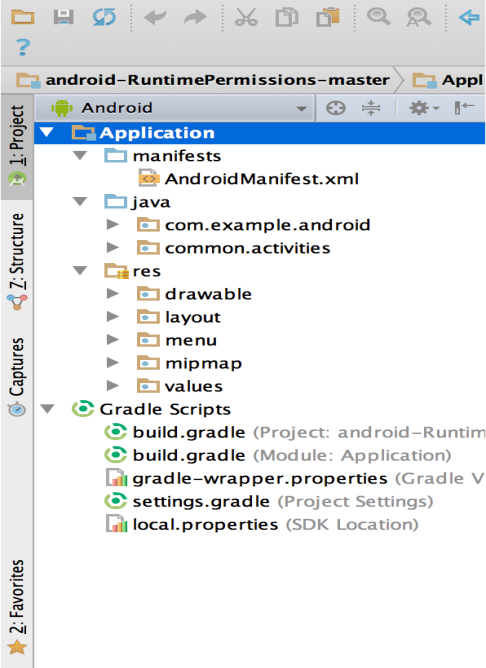 ?
android-RuntimePermissions-master
Appl
Android
Application
manifests
AndroidManifest.xml
java
com.example.android
common.activities
res
drawable
layout
menu
mipmap
values
Gradle Scripts
build.gradle (Project: android-Runtim
build.gradle (Module: Application)
gradle-wrapper.properties (Gradle V
settings.gradle (Project Settings)
local.properties (SDK Location)
1: Project
Z: Structure
Captures
2: Favorites